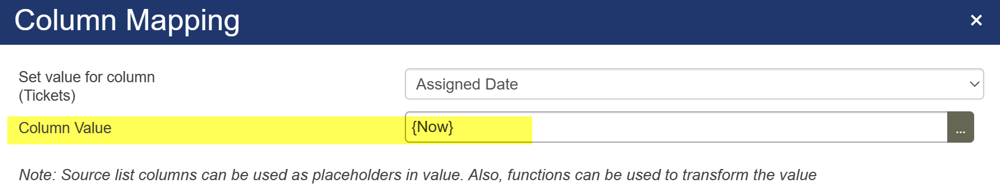 Column Mapping
×
Set value for column
(Tickets)
Assigned Date
Column Value
{Now}
...
Note: Source list columns can be used as placeholders in value. Also, functions can be used to transform the value